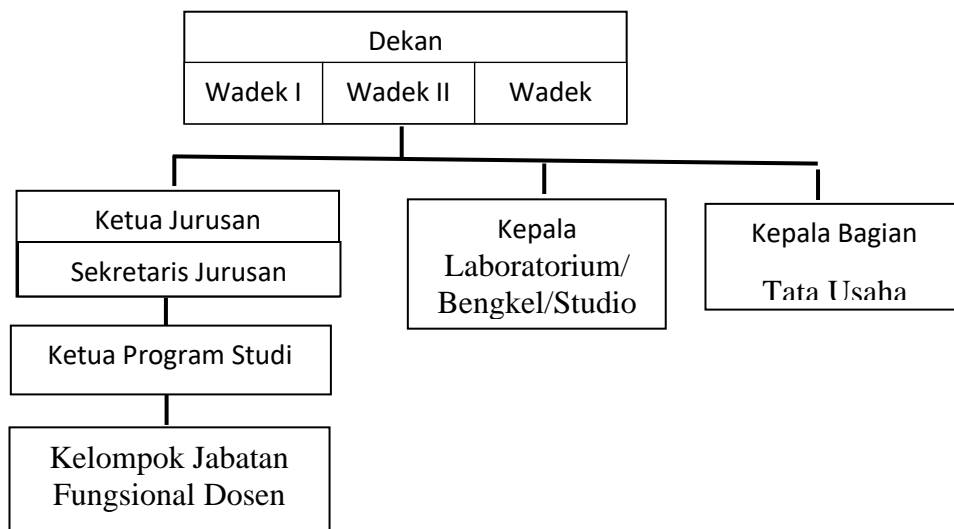 Dekan
Wadek I
Wadek II
Wadek
Ketua Jurusan
Sekretaris Jurusan
Kepala
Laboratorium/
Bengkel/Studio
Kepala Bagian
Tata Usaha
Ketua Program Studi
Kelompok Jabatan
Fungsional Dosen